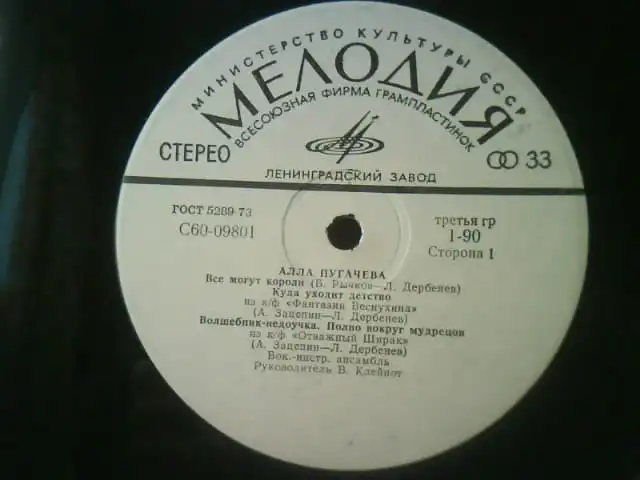 МИНИСТЕРСТВО КУЛЬТУРЫ СССР
МЕЛОДИЯ
ВСЕСОЮЗНАЯ ФИРМА ГРАМПЛАСТИНОК
СТЕРЕО
33
ЛЕНИНГРАДСКИЙ ЗАВОД
ГОСТ 5289-73
С60-09801
третья гр
1-90
Сторона 1
АЛЛА ПУГАЧЕВА
Все могут короли (Б. Рычков—Л. Дербенев)
Куда уходит детство
из к/ф «Фантазия Веснухина»
(А. Зацепин—Л. Дербенев)
Волшебник-недоучка. Полно вокруг мудрецов
из к/ф «Отважный Ширак»
(А. Зацепин—Л. Дербенев)
Вок.-инстр. ансамбль
Руководитель В. Клейнот